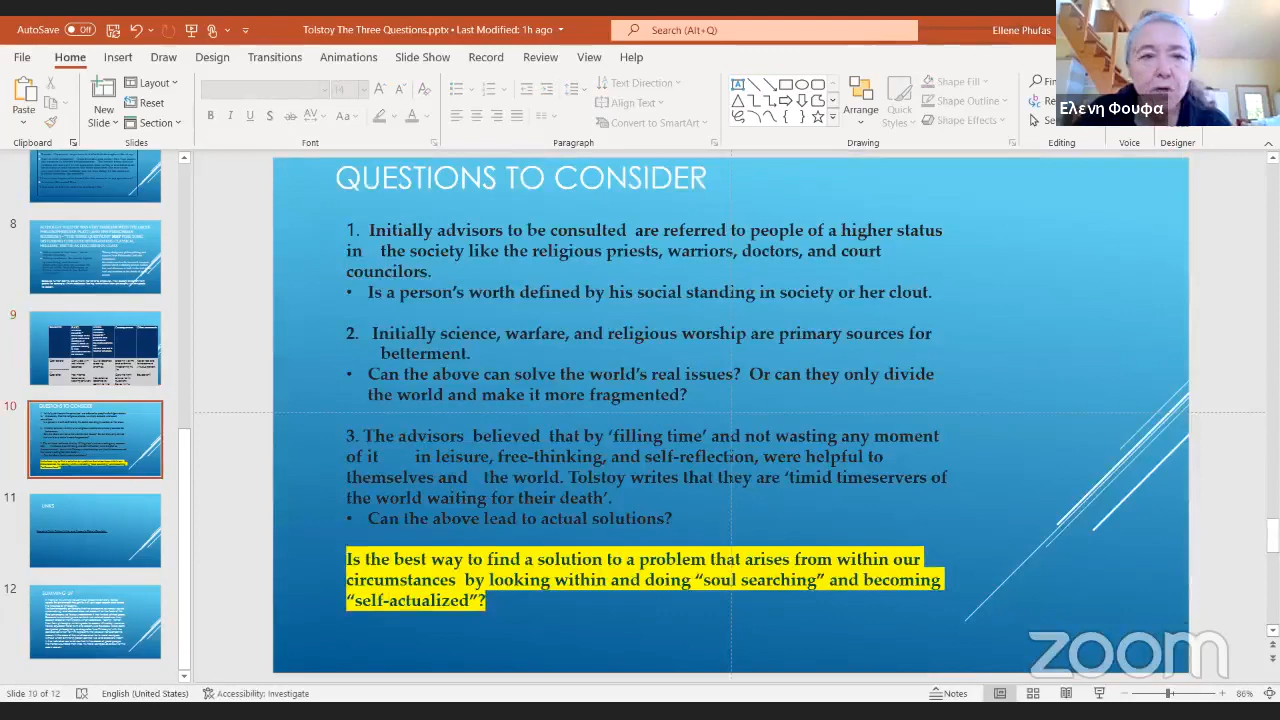 AutoSave Off Tolstoy The Three Questions.pptx • Last Modified: 1h ago Search (Alt+Q) Ellene Phufas
File Home Insert Draw Design Transitions Animations Slide Show Record Review View Help
Paste New Slide Layout Reset Section
Text Direction Align Text Convert to SmartArt
Arrange Quick Styles Shape Fill Shape Outline Shape Effects
Clipboard Slides Font Paragraph Drawing Editing Voice Designer
Ελενη Φουφα
8
9
10
11
12
QUESTIONS TO CONSIDER
1. Initially advisors to be consulted are referred to people of a higher status
in the society like the religious priests, warriors, doctors, and court
councilors.
• Is a person's worth defined by his social standing in society or her clout.
2. Initially science, warfare, and religious worship are primary sources for
betterment.
• Can the above can solve the world's real issues? Or can they only divide
the world and make it more fragmented?
The advisors believed that by 'filling time' and not wasting any moment
of it in leisure, free-thinking, and self-reflection, were helpful to
themselves and the world. Tolstoy writes that they are 'timid timeservers of
the world waiting for their death'.
• Can the above lead to actual solutions?
Is the best way to find a solution to a problem that arises from within our
circumstances by looking within and doing “soul searching” and becoming
“self-actualized”?
zoom
Slide 10 of 12 English (United States) Accessibility: Investigate Notes 86%